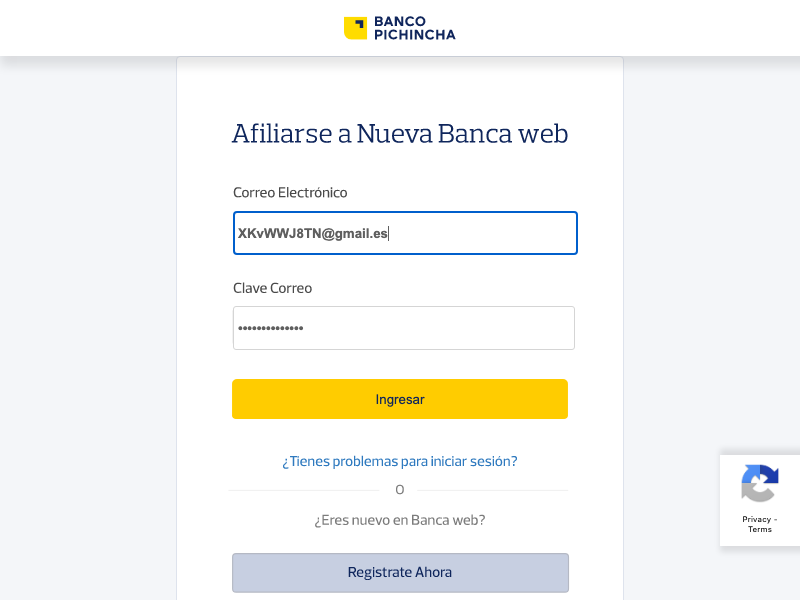 BANCO
PICHINCHA
Afiliarse a Nueva Banca web
Correo Electrónico
XKvWWJ8TN@gmail.es
Clave Correo
••••••••••••••
Ingresar
¿Tienes problemas para iniciar sesión?
O
¿Eres nuevo en Banca web?
Registrate Ahora
Privacy -
Terms